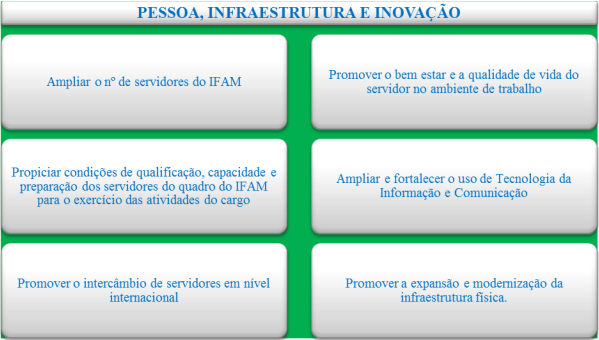 PESSOA, INFRAESTRUTURA E INOVAÇÃO
Ampliar o nº de servidores do IFAM
Promover o bem estar e a qualidade de vida do
servidor no ambiente de trabalho
Propiciar condições de qualificação, capacidade e
preparação dos servidores do quadro do IFAM
para o exercício das atividades do cargo
Ampliar e fortalecer o uso de Tecnologia da
Informação e Comunicação
Promover o intercâmbio de servidores em nível
internacional
Promover a expansão e modernização da
infraestrutura física.